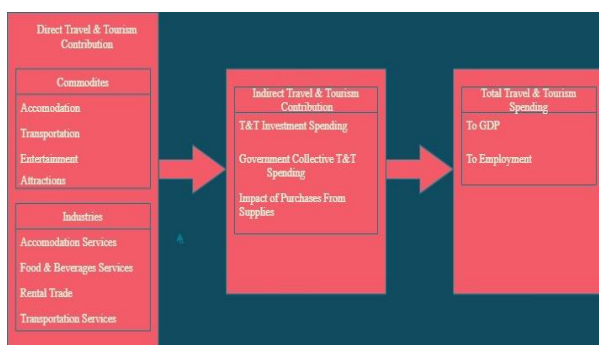 Direct Travel & Tourism
Contribution
Commodites
Accomodation
Transportation
Entertainment
Attractions
Industries
Accomodation Services
Food & Beverages Services
Rental Trade
Transportation Services
Indirect Travel & Tourism
Contribution
T&T Investment Spending
Government Collective T&T
Spending
Impact of Purchases From
Supplies
Total Travel & Tourism
Spending
To GDP
To Employment